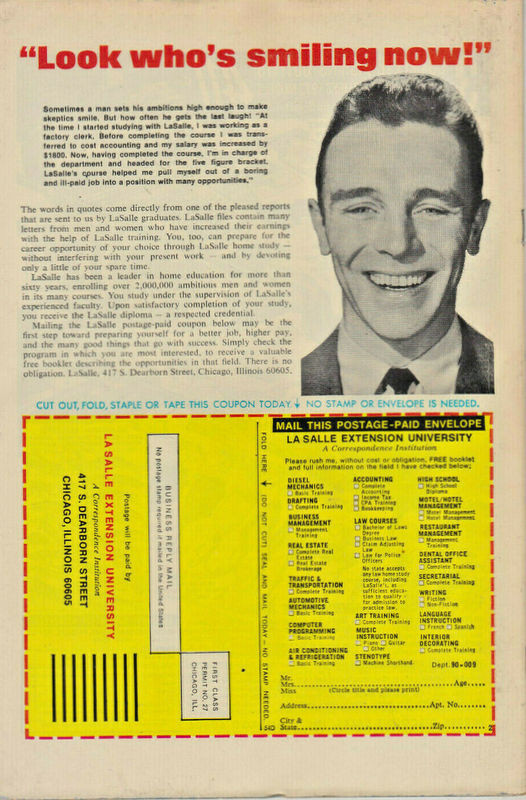 “Look who’s smiling now!”
Sometimes a man sets his ambitions high enough to make
skeptics smile. But how often he gets the last laugh! “At
the time I started studying with LaSalle, I was working as a
factory clerk. Before completing the course I was trans-
ferred to cost accounting and my salary was increased by
$1800. Now, having completed the course, I’m in charge of
the department and headed for the five figure bracket.
LaSalle’s course helped me pull myself out of a boring
and ill-paid job into a position with many opportunities.”
The words in quotes come directly from one of the pleased reports
that are sent to us by LaSalle graduates. LaSalle files contain many
letters from men and women who have increased their earnings
with the help of LaSalle training. You, too, can prepare for the
career opportunity of your choice through LaSalle home study —
without interfering with your present work — and by devoting
only a little of your spare time.
LaSalle has been a leader in home education for more than
sixty years, enrolling over 2,000,000 ambitious men and women
in its many courses. You study under the supervision of LaSalle’s
experienced faculty. Upon satisfactory completion of your study,
you receive the LaSalle diploma — a respected credential.
Mailing the LaSalle postage-paid coupon below may be the
first step toward preparing yourself for a better job, higher pay,
and the many good things that go with success. Simply check the
program in which you are most interested, to receive a valuable
free booklet describing the opportunities in that field. There is no
obligation. LaSalle, 417 S. Dearborn Street, Chicago, Illinois 60605.
CUT OUT, FOLD, STAPLE OR TAPE THIS COUPON TODAY. NO STAMP OR ENVELOPE IS NEEDED.
BUSINESS REPLY MAIL
No postage stamp required if mailed in the United States
Postage will be paid by
LA SALLE EXTENSION UNIVERSITY
A Correspondence Institution
417 S. DEARBORN STREET
CHICAGO, ILLINOIS 60605
FIRST CLASS
PERMIT NO. 27
CHICAGO, ILL.
FOLD HERE (DO NOT CUT) SEAL AND MAIL TODAY – NO STAMP NEEDED.
540
MAIL THIS POSTAGE-PAID ENVELOPE
LA SALLE EXTENSION UNIVERSITY
A Correspondence Institution
Please rush me, without cost or obligation, FREE booklet
and full information on the field I have checked below;
DIESEL
MECHANICS
Basic Training
DRAFTING
Complete Training
BUSINESS
MANAGEMENT
Management
Training
REAL ESTATE
Complete Real
Estate
Real Estate
Brokerage
TRAFFIC &
TRANSPORTATION
Complete Training
AUTOMOTIVE
MECHANICS
Basic Training
COMPUTER
PROGRAMMING
Basic Training
AIR CONDITIONING
& REFRIGERATION
Basic Training
ACCOUNTING
Complete
Accounting
Income Tax
CPA Training
Bookkeeping
LAW COURSES
Bachelor of Laws
Degree
Business Law
Claim Adjusting
Law
Law for Police
Officers
No state accepts
any law home study
course, including
LaSalle's, as
sufficient educa-
tion to qualify
for admission to
practice law.
ART TRAINING
Complete Training
MUSIC
INSTRUCTION
Piano Guitar
Other
STENOTYPE
Machine Shorthand
HIGH SCHOOL
High School
Diploma
MOTEL/HOTEL
MANAGEMENT
Motel Management
Hotel Management
RESTAURANT
MANAGEMENT
Management
Training
DENTAL OFFICE
ASSISTANT
Complete Training
SECRETARIAL
Complete Training
WRITING
Fiction
Non-Fiction
LANGUAGE
INSTRUCTION
French Spanish
INTERIOR
DECORATING
Complete Training
Dept. 90-009
Mr.
Mrs. Age
Miss (Circle title and please print)
Address Apt. No.
City &
State Zip